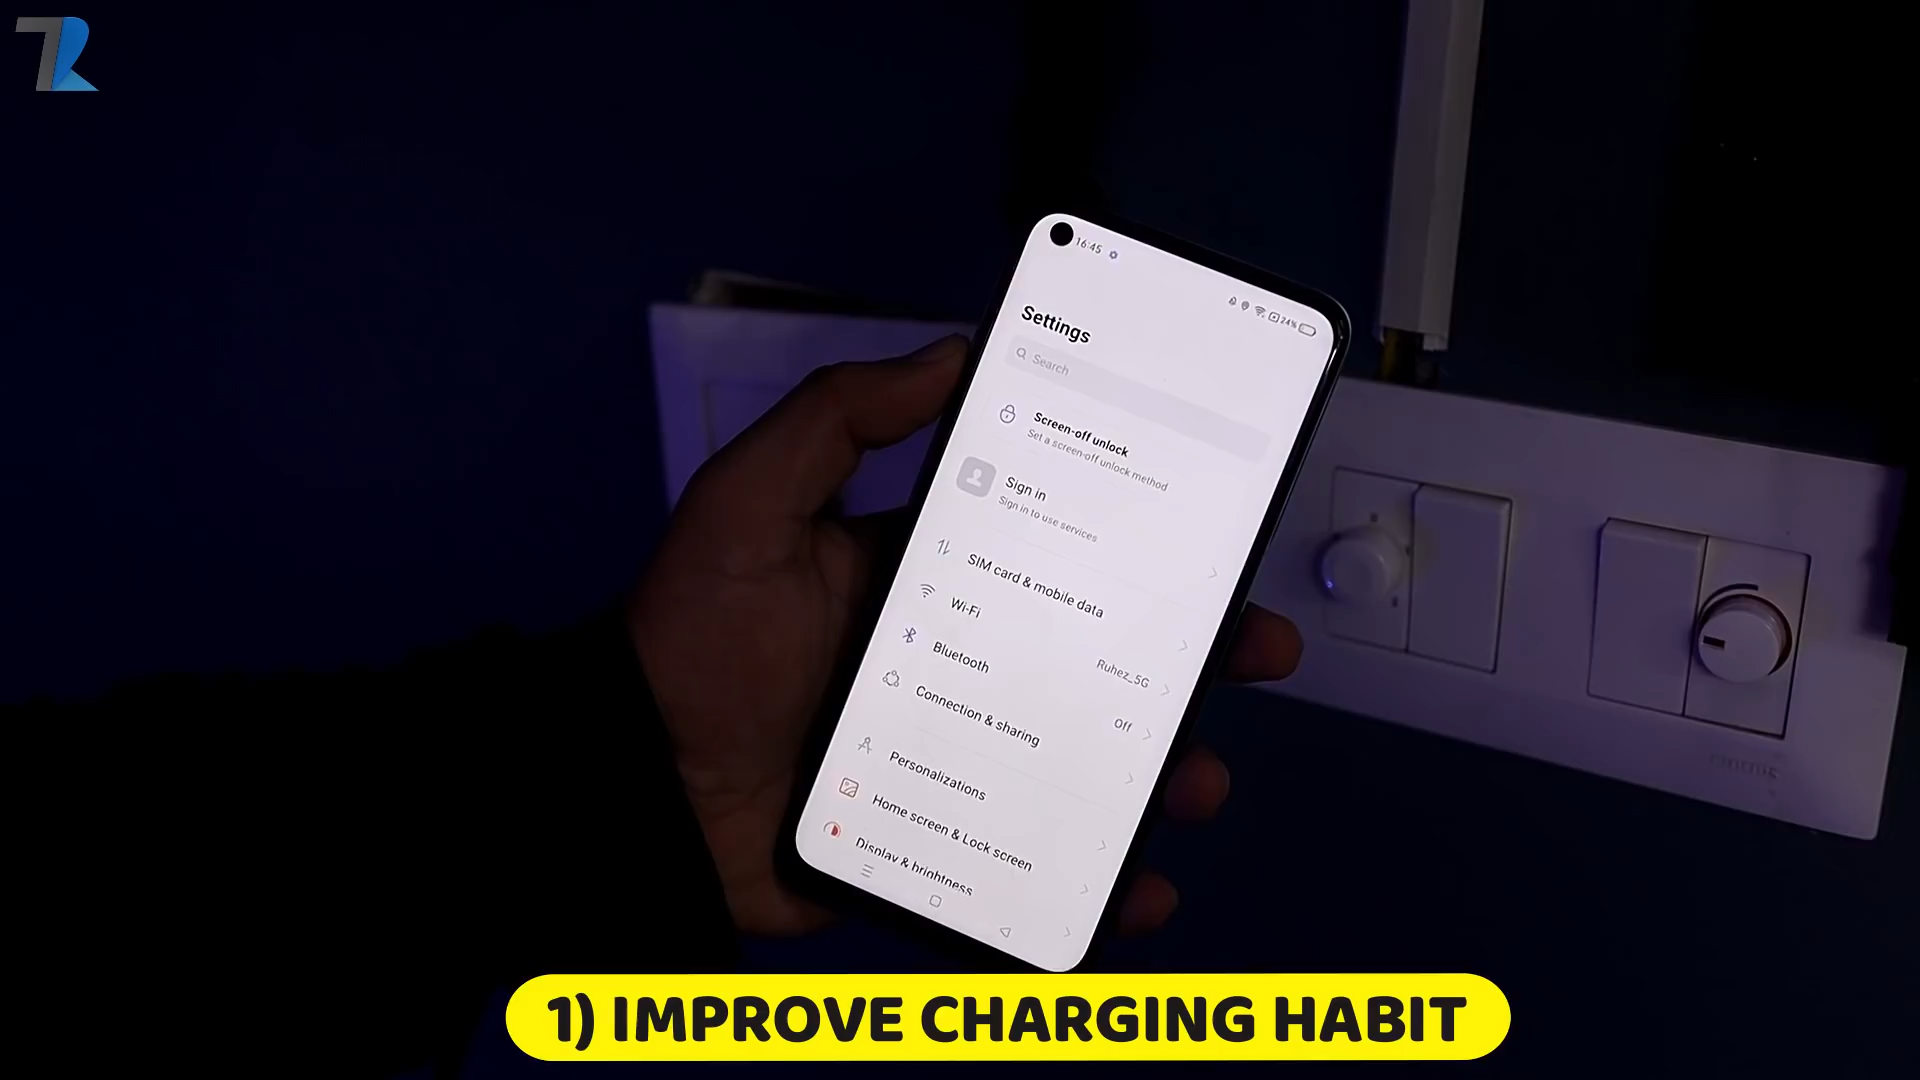 16:45
24%
Settings
Search
Screen-off unlock
Set a screen-off unlock method
Sign in
Sign in to use services
SIM card & mobile data
Wi-Fi
Ruhez_5G
Bluetooth
Off
Connection & sharing
Personalizations
Home screen & Lock screen
Display & brightness
1) IMPROVE CHARGING HABIT